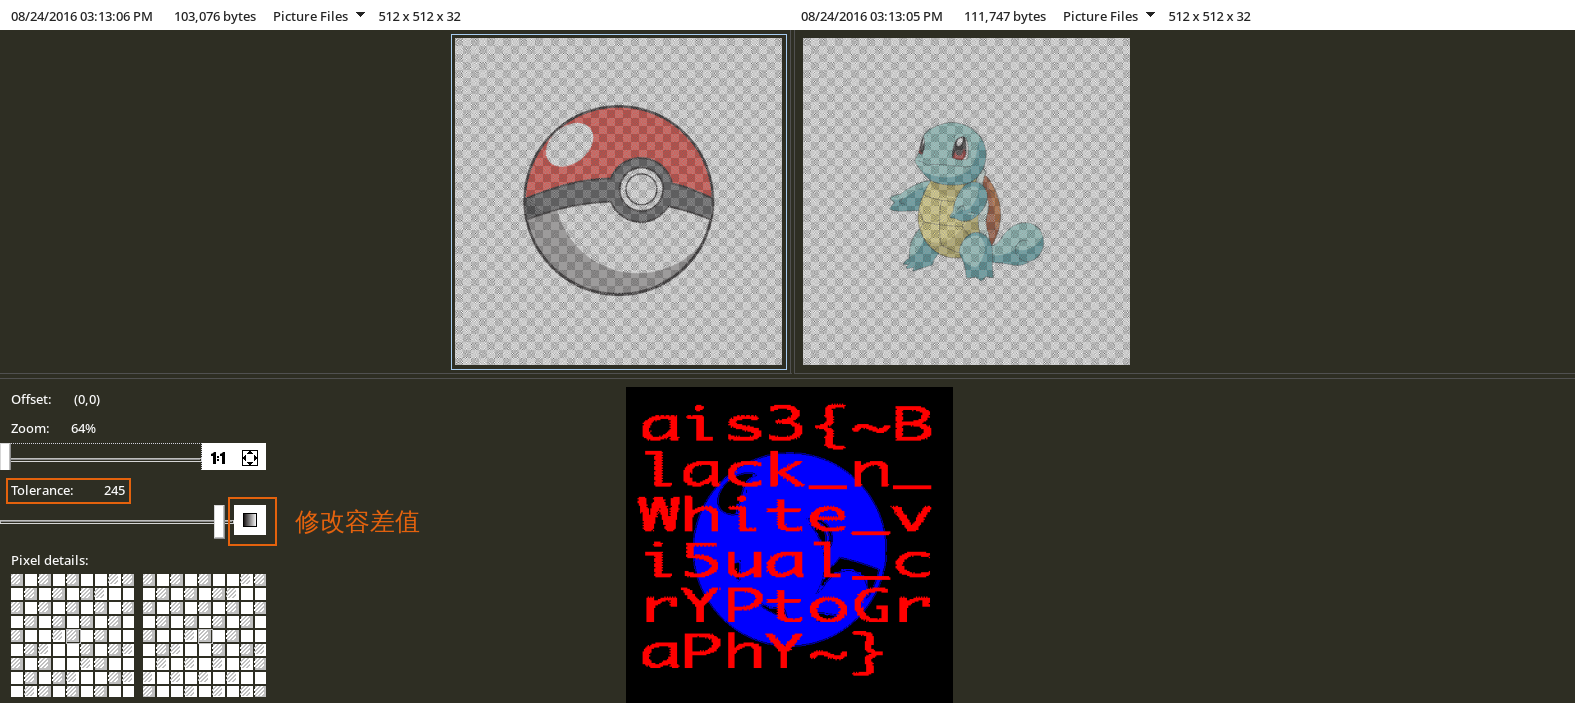 08/24/2016 03:13:06 PM 103,076 bytes Picture Files 512 x 512 x 32
08/24/2016 03:13:05 PM 111,747 bytes Picture Files 512 x 512 x 32
Offset: (0,0)
Zoom: 64%
1:1
Tolerance: 245
修改容差值
Pixel details:
ais3{~B
lack_n_
White_v
i5ual_c
rYPtoGr
aPhY~}